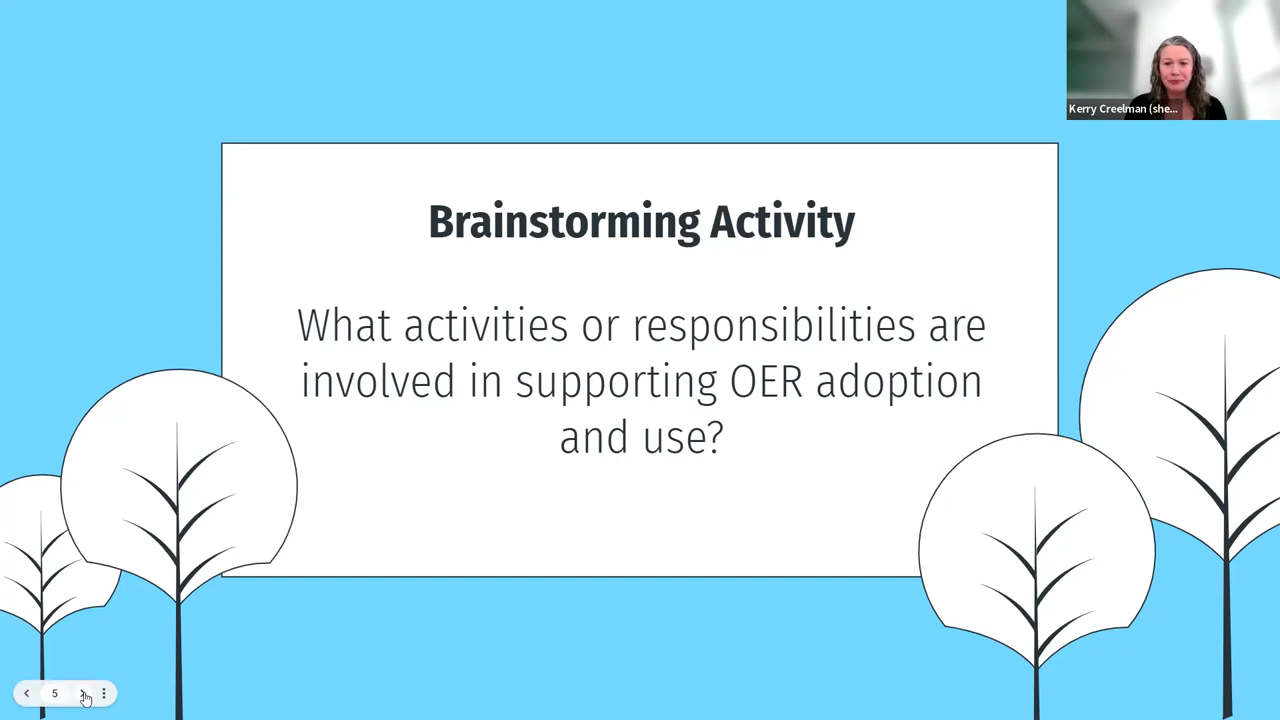 Kerry Creelman (she...
Brainstorming Activity
What activities or responsibilities are
involved in supporting OER adoption
and use?
5